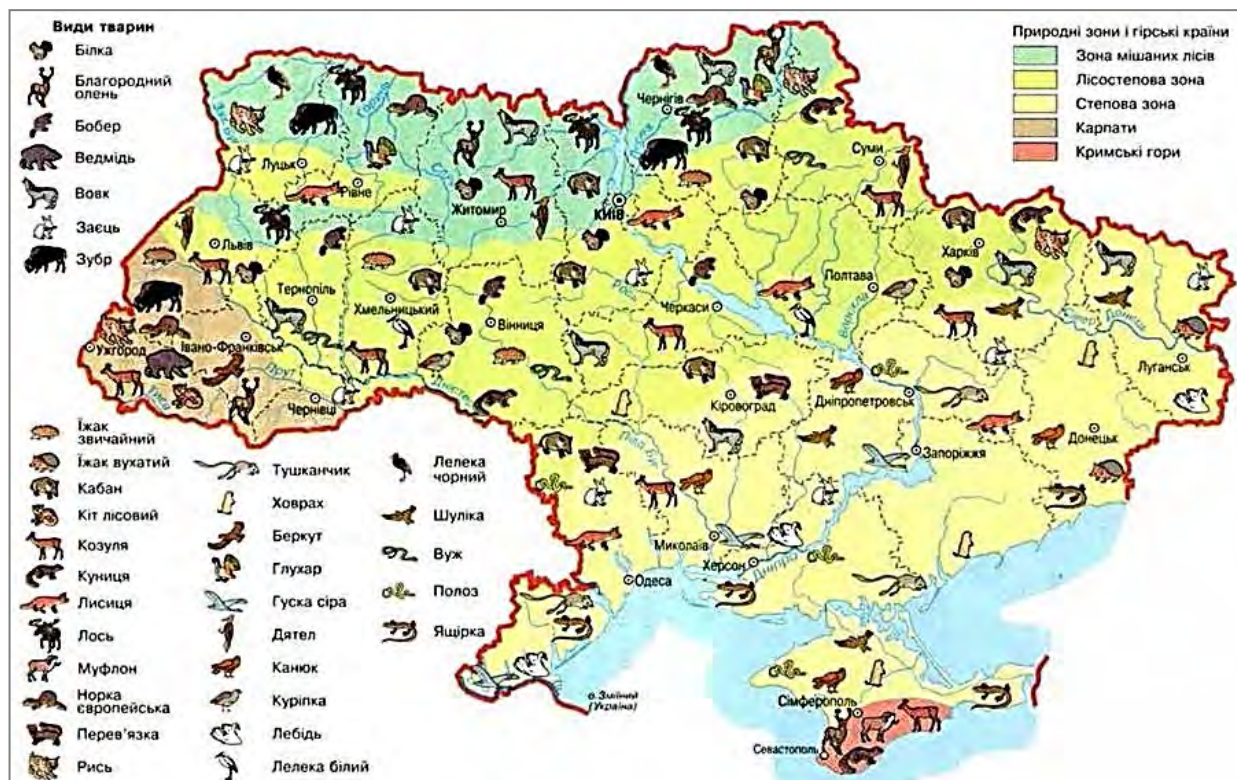 Види тварин
Білка
Благородний
олень
Бобер
Ведмідь
Вовк
Заєць
Зубр
Природні зони і гірські країни
Зона мішаних лісів
Лісостепова зона
Степова зона
Карпати
Кримські гори
Чернігів
Луцьк
Рівне
Житомир
КИЇВ
Суми
Львів
Тернопіль
Хмельницький
Вінниця
Черкаси
Полтава
Харків
Ужгород
Івано-Франківськ
Чернівці
Прут
Рось
Ворскла
Луганськ
Кіровоград
Дніпропетровськ
Донецьк
Запоріжжя
Миколаїв
Херсон
Дніпро
Одеса
о. Зміїний
(Україна)
Сімферополь
Севастополь
Їжак
звичайний
Їжак вухатий
Кабан
Кіт лісовий
Козуля
Куниця
Лисиця
Лось
Муфлон
Норка
європейська
Перев'язка
Рись
Тушканчик
Ховрах
Беркут
Глухар
Гуска сіра
Дятел
Канюк
Куріпка
Лебідь
Лелека білий
Лелека
чорний
Шуліка
Вуж
Полоз
Ящірка